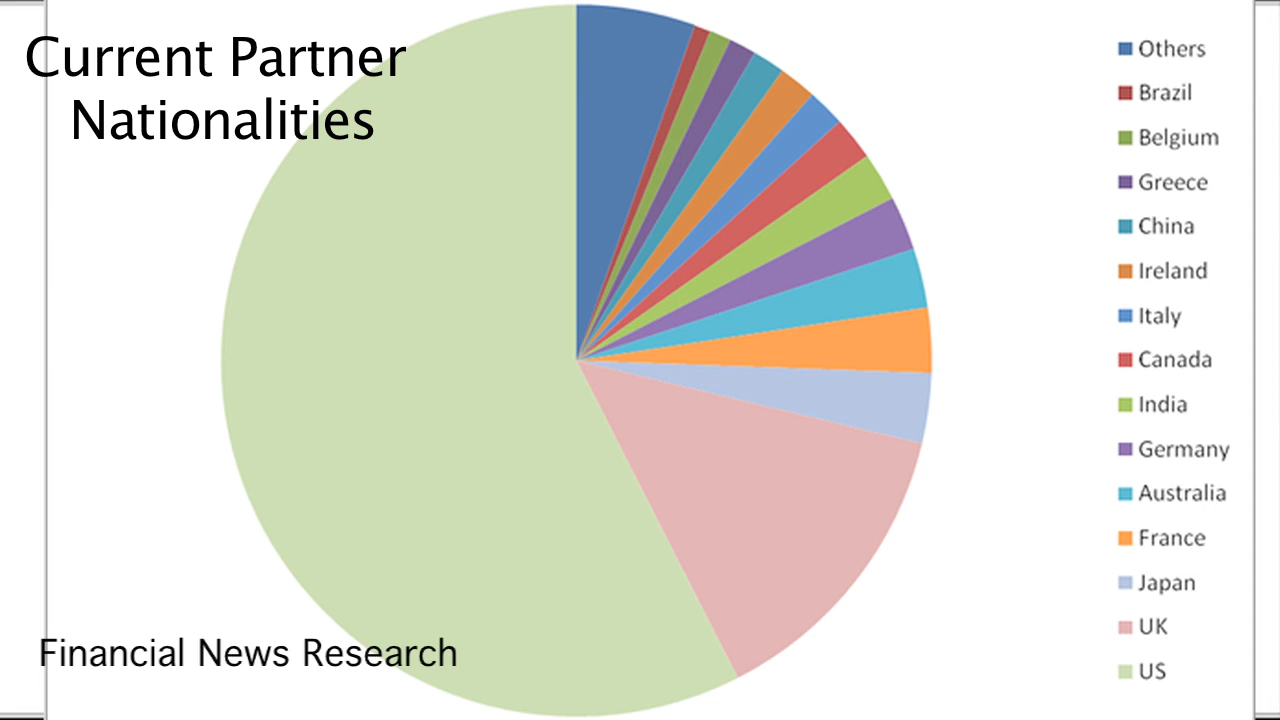 Current Partner
Nationalities
Others
Brazil
Belgium
Greece
China
Ireland
Italy
Canada
India
Germany
Australia
France
Japan
UK
US
Financial News Research